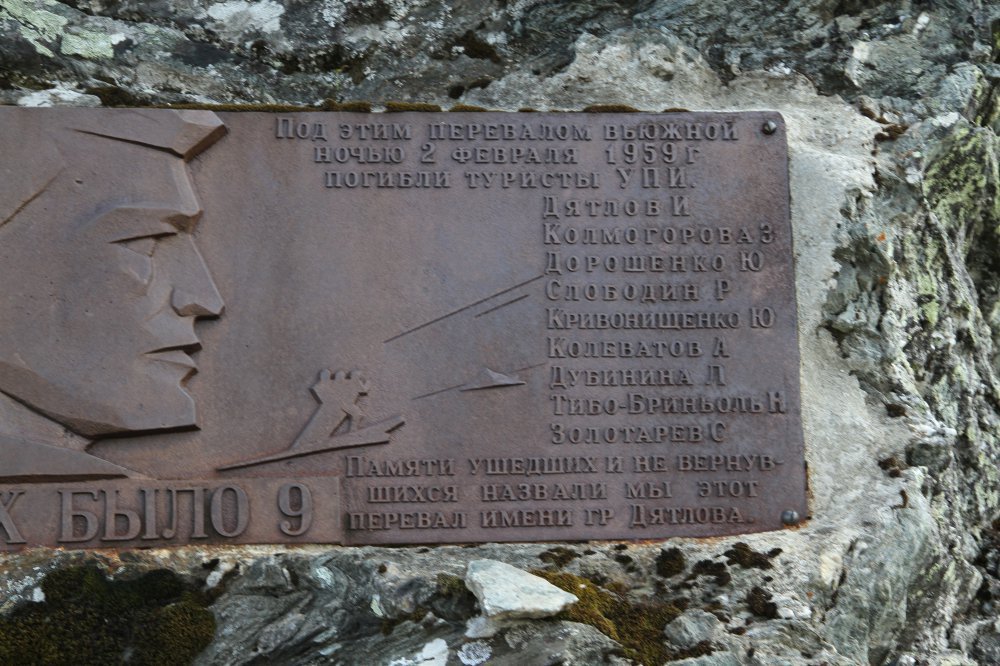 Под этим перевалом вьюжной
ночью 2 февраля 1959 г
погибли туристы УПИ.
Дятлов И
Колмогорова З
Дорошенко Ю
Слободин Р
Кривонищенко Ю
Колеватов А
Дубинина Л
Тибо-Бриньоль Н
Золотарев С
Памяти ушедших и не вернув-
шихся назвали мы этот
перевал имени гр Дятлова.
Х БЫЛО 9